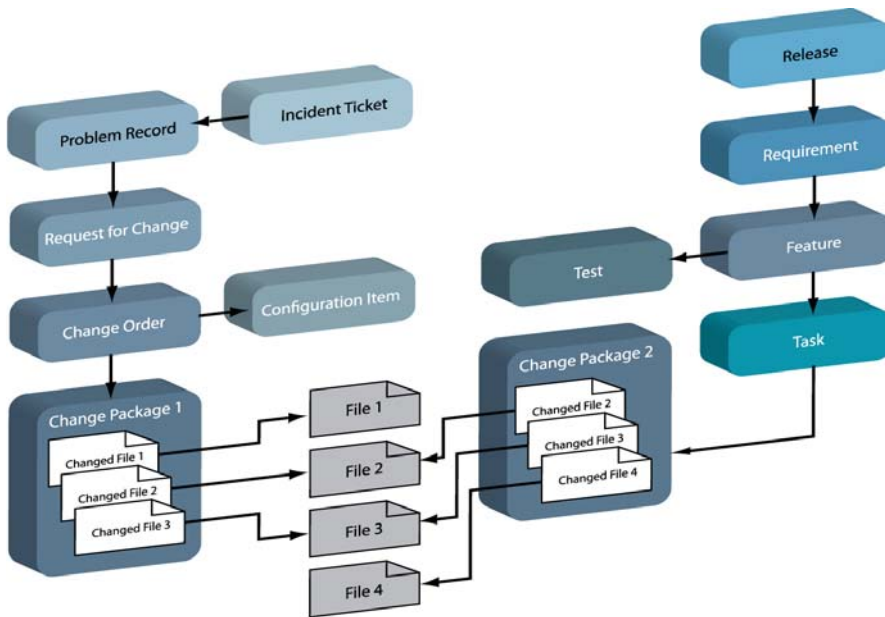 Release
Incident Ticket
Problem Record
Requirement
Request for Change
Feature
Test
Configuration Item
Change Order
Task
Change Package 2
Change Package 1
File 1
Changed File 2
Changed File 3
Changed File 1
File 2
Changed File 4
Changed File 2
Changed File 3
File 3
File 4